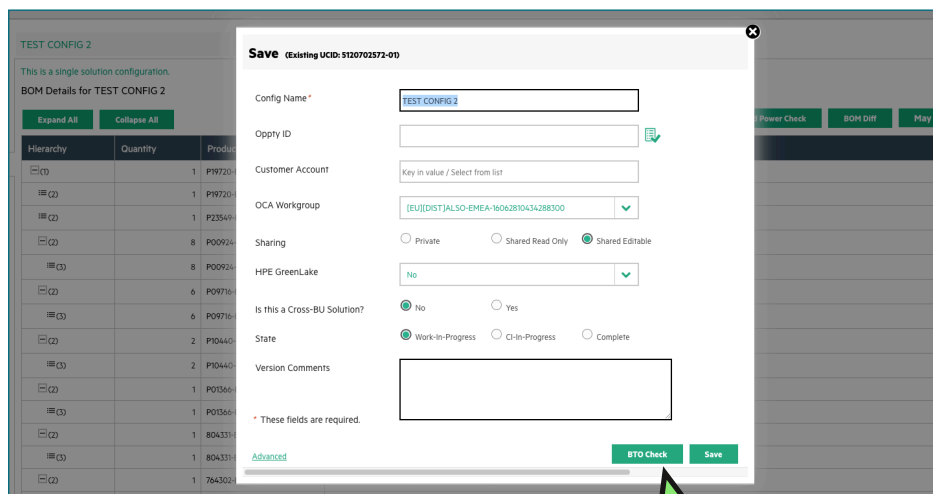 TEST CONFIG 2
This is a single solution configuration.
BOM Details for TEST CONFIG 2
Expand All Collapse All
Power Check BOM Diff May
Hierarchy Quantity Produc
(1) 1 P19720-
(2) 1 P19720-
(2) 1 P23549-
(2) 8 P00924-
(3) 8 P00924-
(2) 6 P09716-
(3) 6 P09716-
(2) 2 P10440-
(3) 2 P10440-
(2) 1 P01366-
(3) 1 P01366-
(2) 1 804331-
(3) 1 804331-
(2) 1 764302-
Save (Existing UCID: 5120702572-01)
Config Name* TEST CONFIG 2
Oppty ID
Customer Account Key in value / Select from list
OCA Workgroup [EU][DIST]ALSO-EMEA-16062810434288300
Sharing Private Shared Read Only Shared Editable
HPE GreenLake No
Is this a Cross-BU Solution? No Yes
State Work-In-Progress CI-In-Progress Complete
Version Comments
* These fields are required.
Advanced BTO Check Save